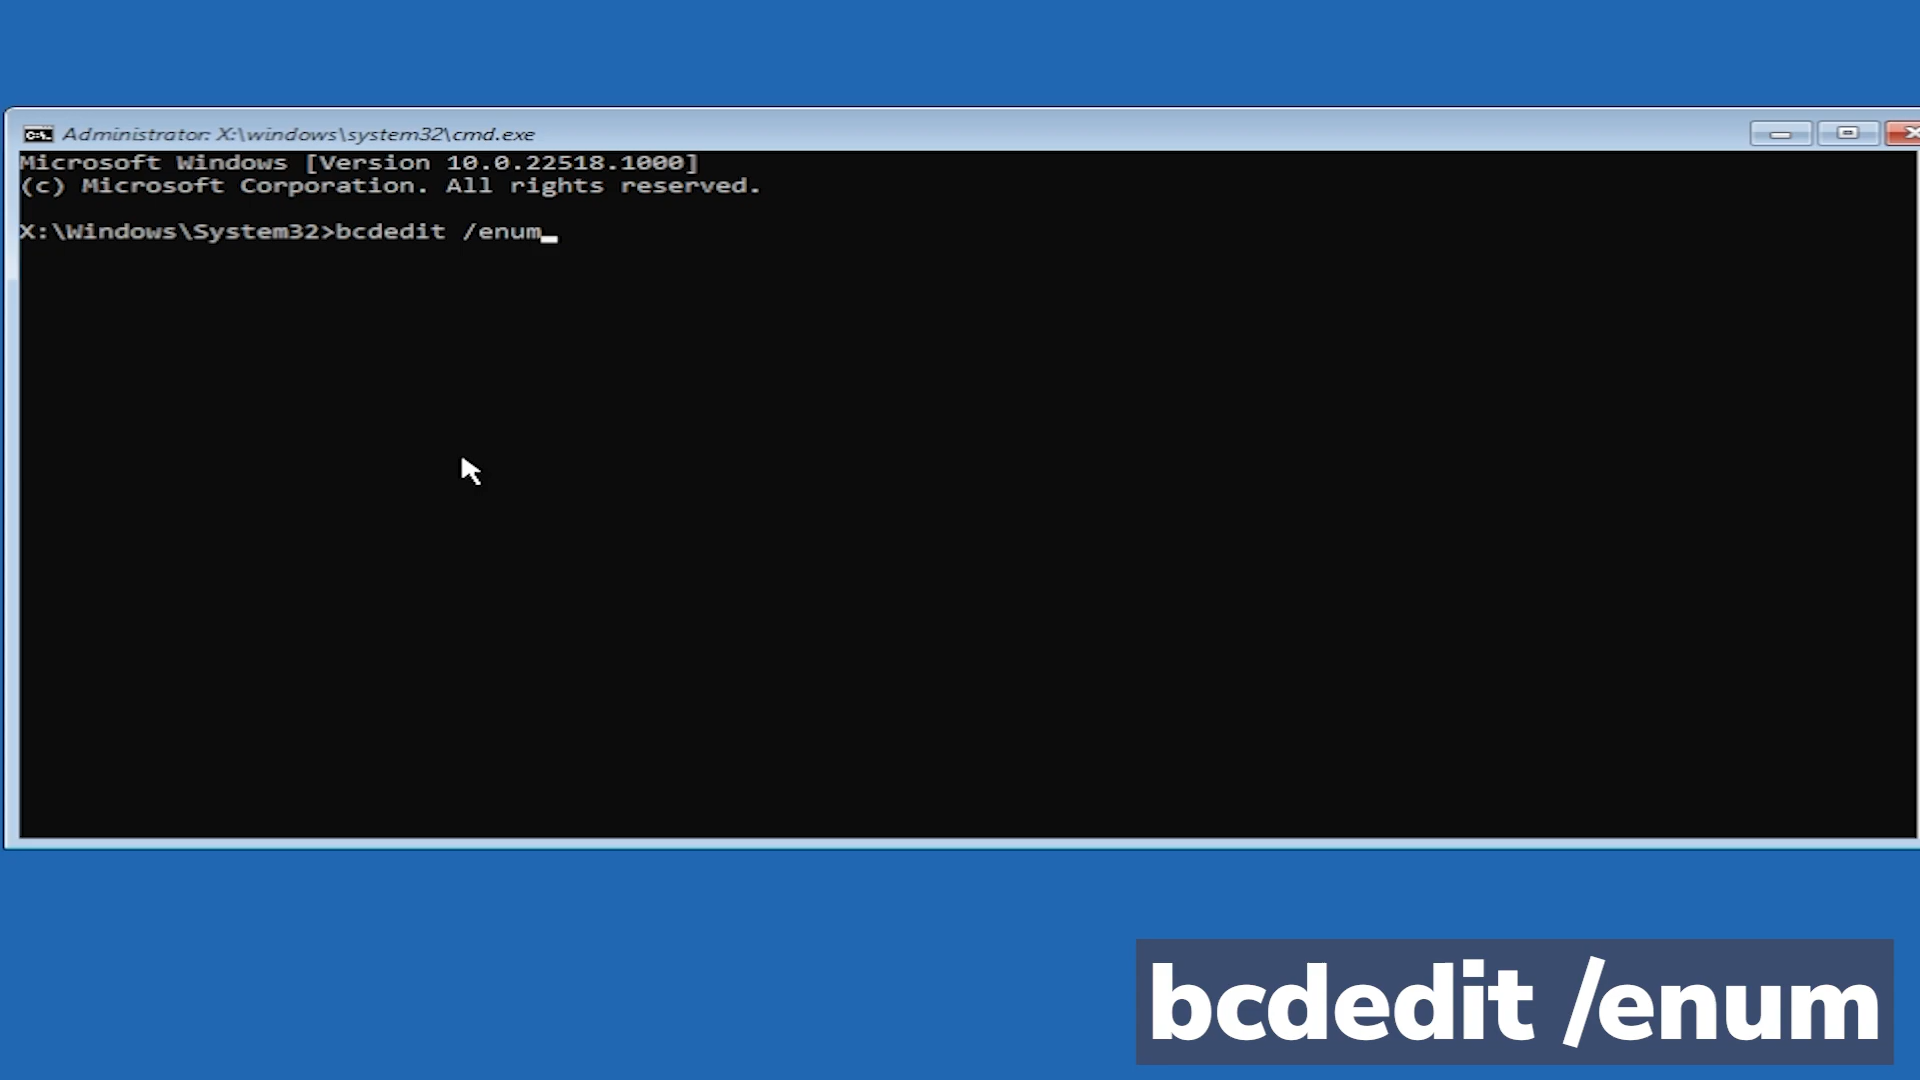 Administrator: X:\windows\system32\cmd.exe
Microsoft Windows [Version 10.0.22518.1000]
(c) Microsoft Corporation. All rights reserved.
X:\Windows\System32>bcdedit /enum
bcdedit /enum